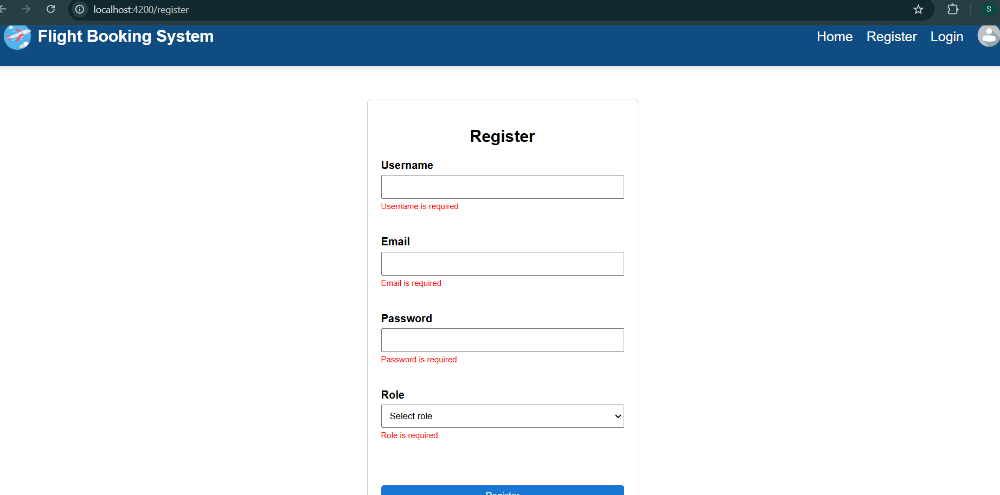 localhost:4200/register
S
Flight Booking System
Home Register Login
Register
Username
Username is required
Email
Email is required
Password
Password is required
Role
Select role
Role is required
Register